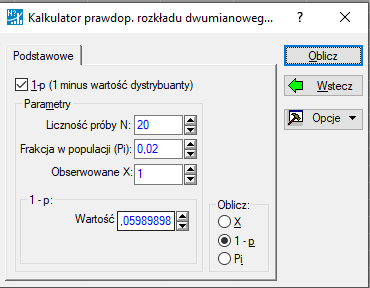 Kalkulator prawdop. rozkładu dwumianoweg...
Podstawowe
1-p (1 minus wartość dystrybuanty)
Parametry
Liczność próby N: 20
Frakcja w populacji (Pi): 0,02
Obserwowane X: 1
1 - p:
Wartość ,05989898
Oblicz:
X
1 - p
Pi
Oblicz
Wstecz
Opcje